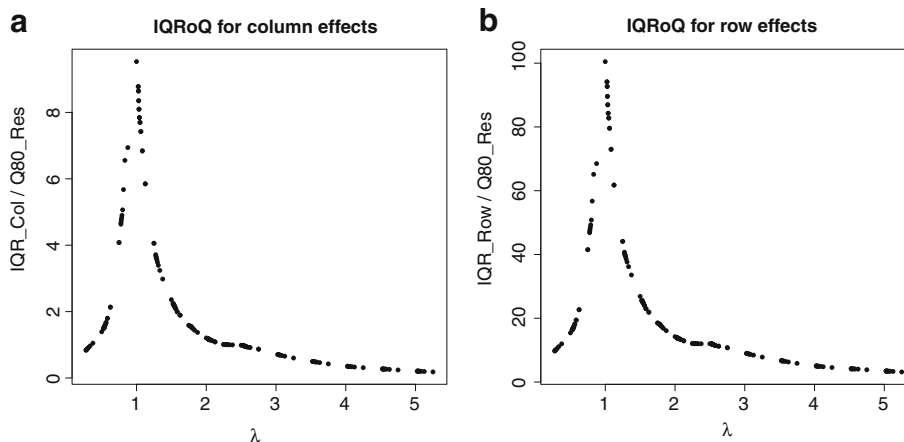 a
IQRoQ for column effects
IQR_Col / Q80_Res
8
6
4
2
0
1 2 3 4 5
λ
b
IQRoQ for row effects
IQR_Row / Q80_Res
100
80
60
40
20
0
1 2 3 4 5
λ